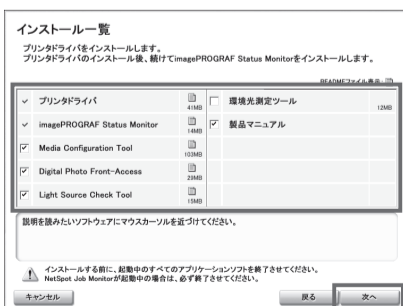 インストール一覧
プリンタドライバをインストールします。
プリンタドライバのインストール後、続けてimagePROGRAF Status Monitorをインストールします。
READMEファイル表示:
プリンタドライバ 41MB
imagePROGRAF Status Monitor 14MB
Media Configuration Tool 103MB
Digital Photo Front-Access 23MB
Light Source Check Tool 15MB
環境光測定ツール 12MB
製品マニュアル
説明を読みたいソフトウェアにマウスカーソルを近づけてください。
インストールする前に、起動中のすべてのアプリケーションソフトを終了させてください。
NetSpot Job Monitorが起動中の場合は、必ず終了させてください。
キャンセル 戻る 次へ